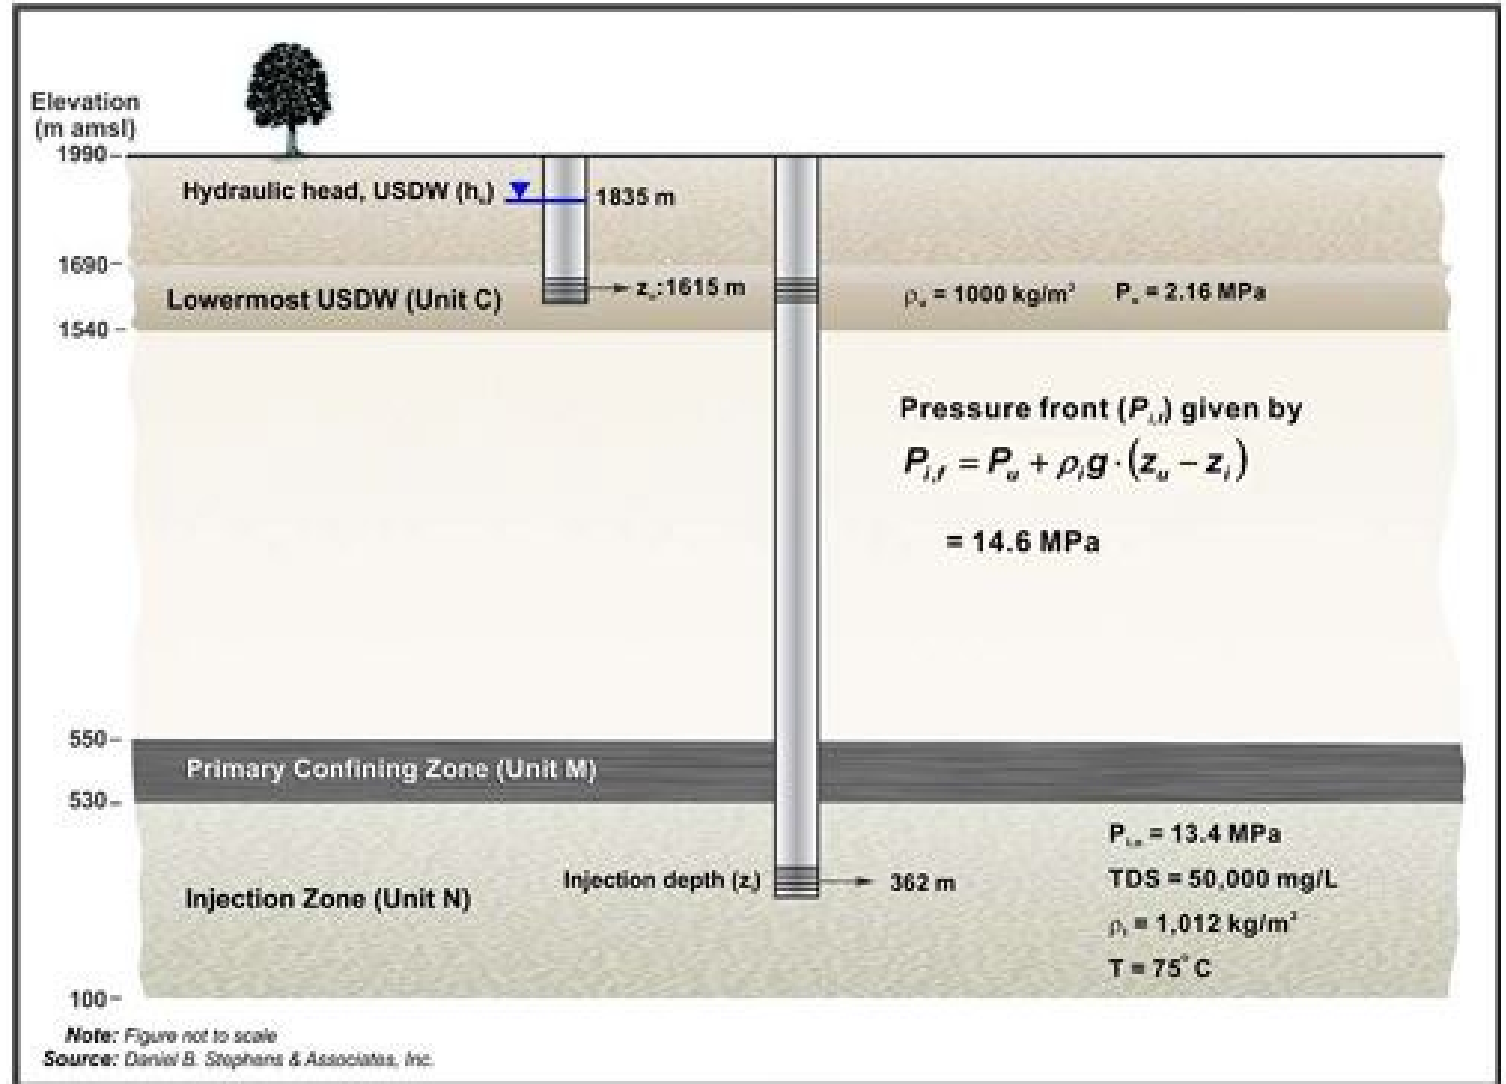 Elevation
(m amsl)
1990
Hydraulic head, USDW (hᵤ)
1835 m
1690
Lowermost USDW (Unit C)
zᵤ:1615 m
ρᵤ = 1000 kg/m³ Pᵤ = 2.16 MPa
1540
Pressure front (Pi,f) given by
Pi,f = Pu + ρig · (zu − zi)
= 14.6 MPa
550
Primary Confining Zone (Unit M)
530
Pi,o = 13.4 MPa
Injection depth (zi)
362 m
TDS = 50,000 mg/L
Injection Zone (Unit N)
ρi = 1,012 kg/m³
T = 75° C
100
Note: Figure not to scale
Source: Daniel B. Stephens & Associates, Inc.